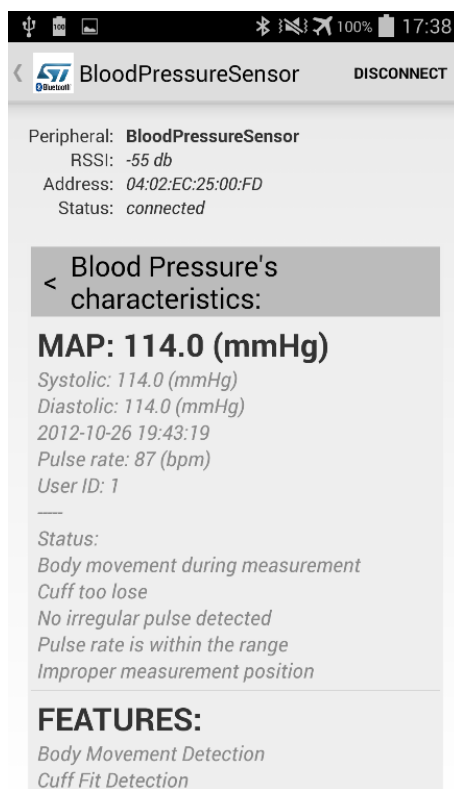 100 100% 17:38
< ST Bluetooth BloodPressureSensor DISCONNECT
Peripheral: BloodPressureSensor
RSSI: -55 db
Address: 04:02:EC:25:00:FD
Status: connected
< Blood Pressure's
characteristics:
MAP: 114.0 (mmHg)
Systolic: 114.0 (mmHg)
Diastolic: 114.0 (mmHg)
2012-10-26 19:43:19
Pulse rate: 87 (bpm)
User ID: 1
-----
Status:
Body movement during measurement
Cuff too lose
No irregular pulse detected
Pulse rate is within the range
Improper measurement position
FEATURES:
Body Movement Detection
Cuff Fit Detection